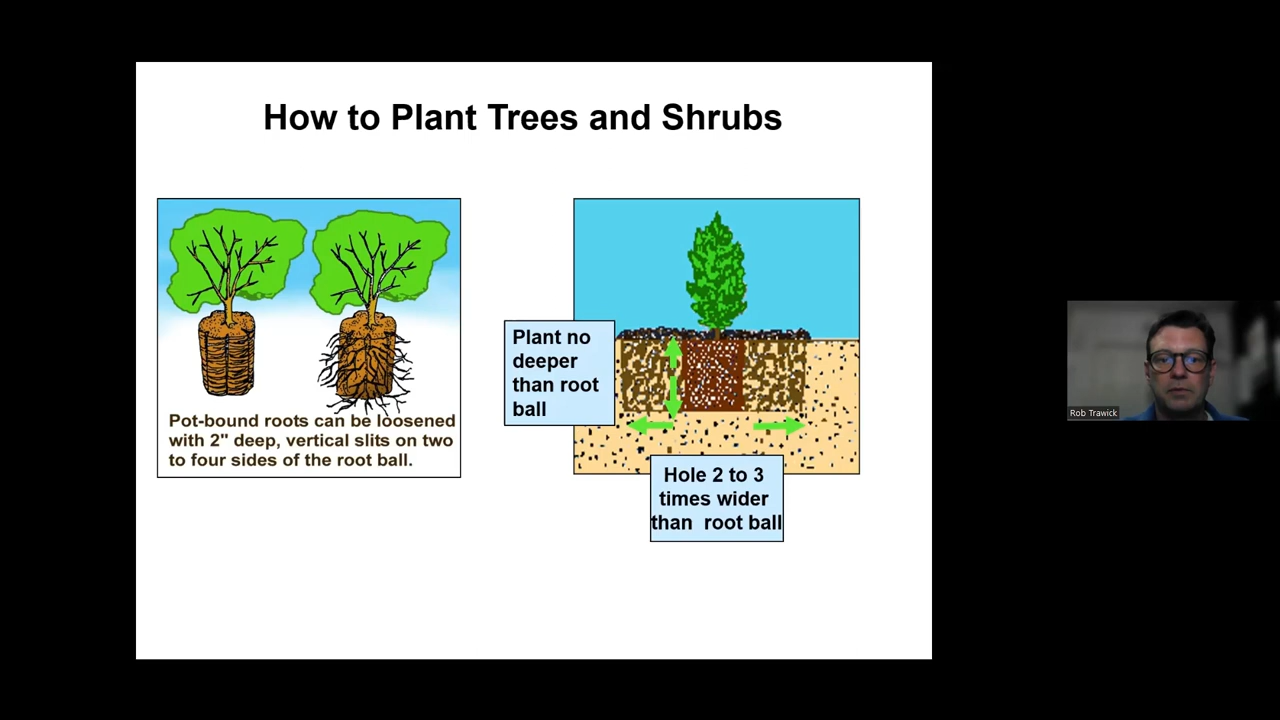 How to Plant Trees and Shrubs
Pot-bound roots can be loosened
with 2" deep, vertical slits on two
to four sides of the root ball.
Plant no
deeper
than root
ball
Hole 2 to 3
times wider
than root ball
Rob Trawick